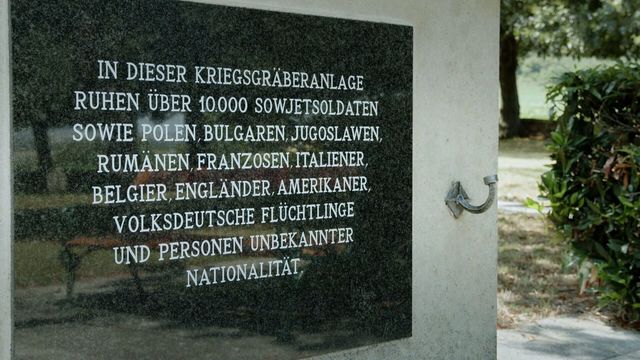 IN DIESER KRIEGSGRÄBERANLAGE
RUHEN ÜBER 10.000 SOWJETSOLDATEN
SOWIE POLEN, BULGAREN, JUGOSLAWEN,
RUMÄNEN, FRANZOSEN, ITALIENER,
BELGIER, ENGLÄNDER, AMERIKANER,
VOLKSDEUTSCHE FLÜCHTLINGE
UND PERSONEN UNBEKANNTER
NATIONALITÄT.